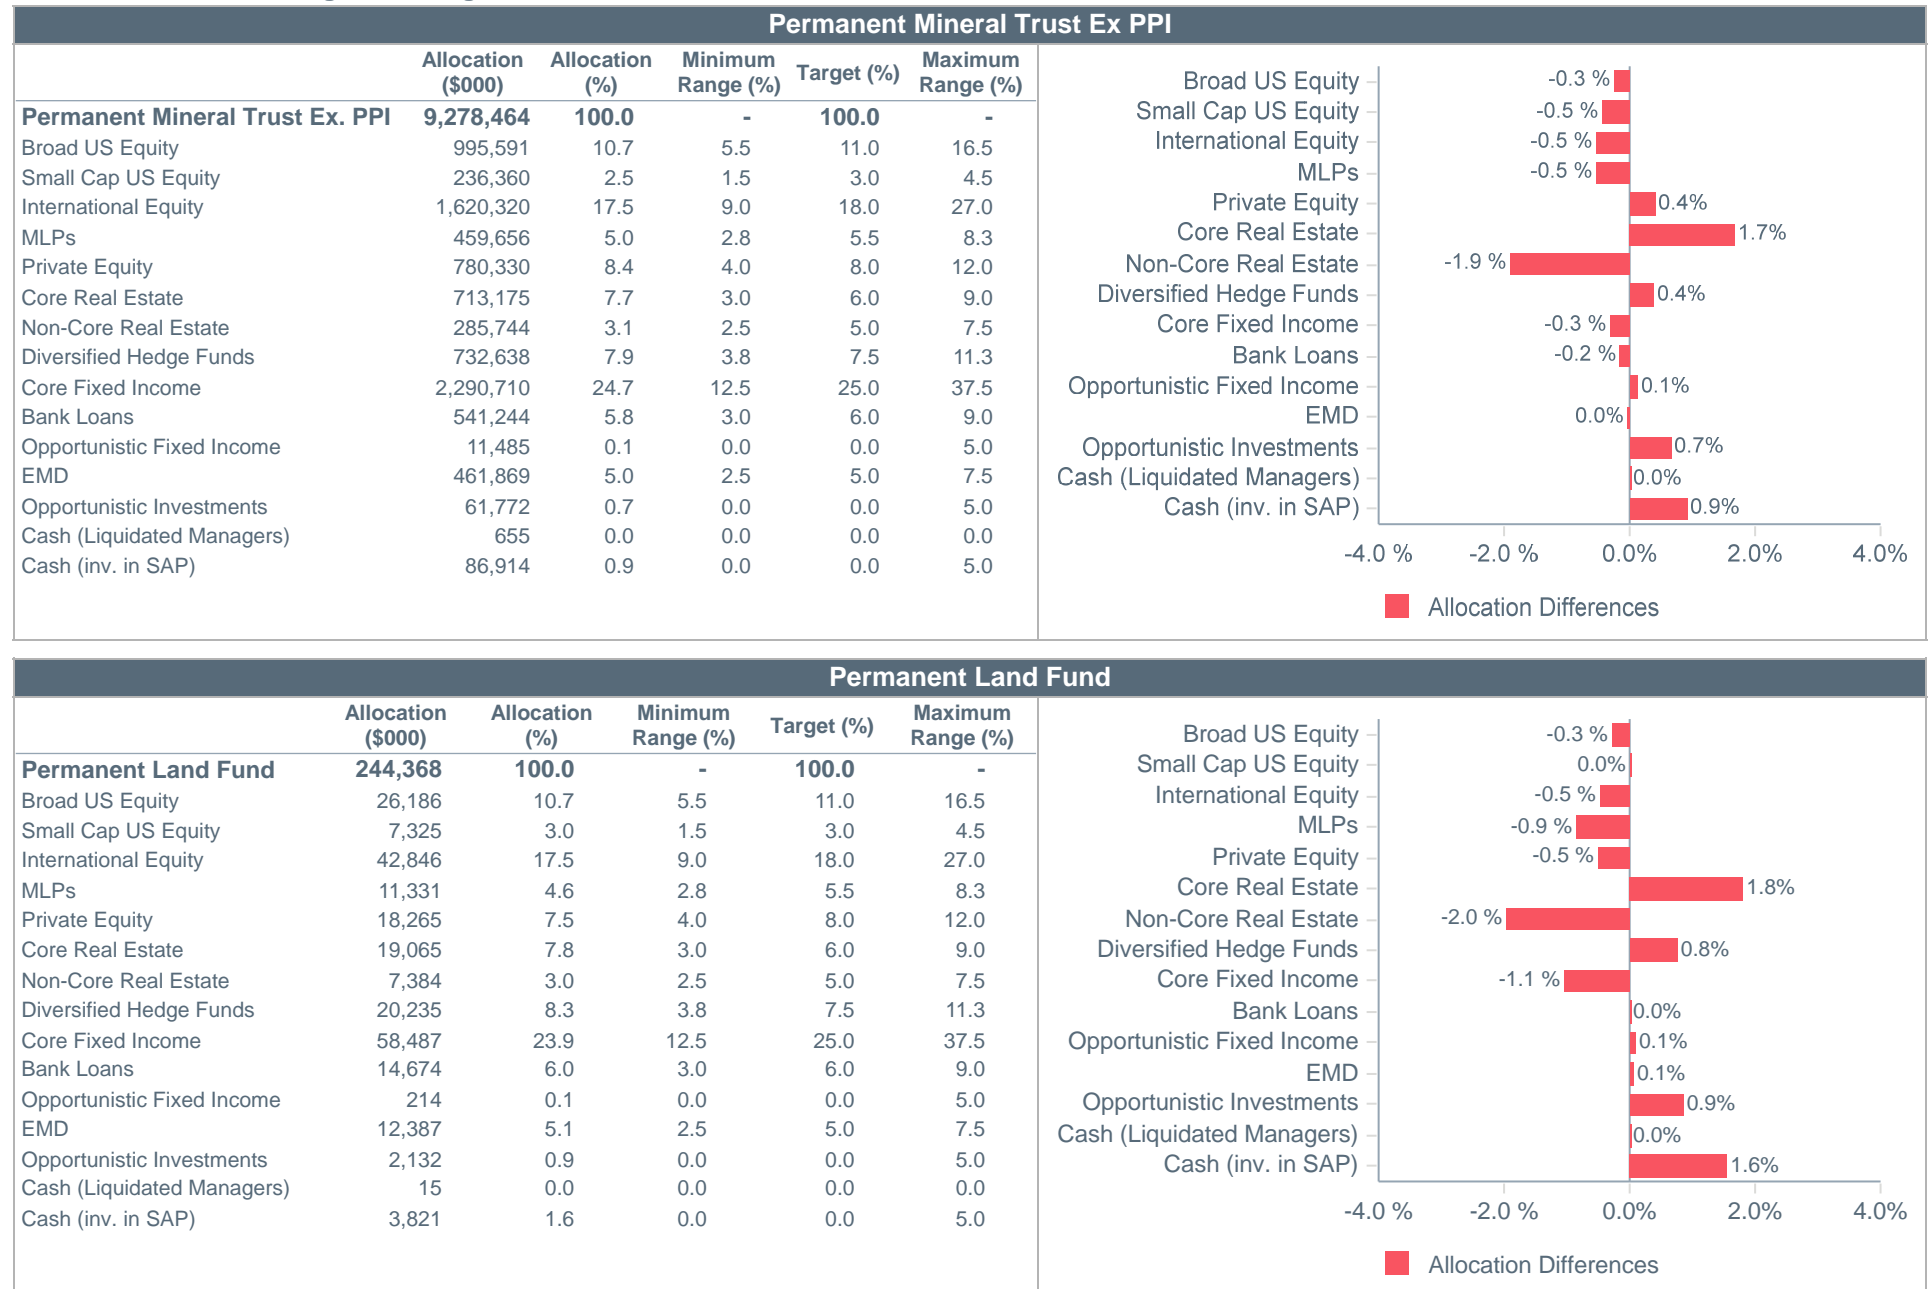 Permanent Mineral Trust Ex PPI
Allocation ($000) Allocation (%) Minimum Range (%) Target (%) Maximum Range (%)
Permanent Mineral Trust Ex. PPI 9,278,464 100.0 - 100.0 -
Broad US Equity 995,591 10.7 5.5 11.0 16.5
Small Cap US Equity 236,360 2.5 1.5 3.0 4.5
International Equity 1,620,320 17.5 9.0 18.0 27.0
MLPs 459,656 5.0 2.8 5.5 8.3
Private Equity 780,330 8.4 4.0 8.0 12.0
Core Real Estate 713,175 7.7 3.0 6.0 9.0
Non-Core Real Estate 285,744 3.1 2.5 5.0 7.5
Diversified Hedge Funds 732,638 7.9 3.8 7.5 11.3
Core Fixed Income 2,290,710 24.7 12.5 25.0 37.5
Bank Loans 541,244 5.8 3.0 6.0 9.0
Opportunistic Fixed Income 11,485 0.1 0.0 0.0 5.0
EMD 461,869 5.0 2.5 5.0 7.5
Opportunistic Investments 61,772 0.7 0.0 0.0 5.0
Cash (Liquidated Managers) 655 0.0 0.0 0.0 0.0
Cash (inv. in SAP) 86,914 0.9 0.0 0.0 5.0
Broad US Equity -0.3 %
Small Cap US Equity -0.5 %
International Equity -0.5 %
MLPs -0.5 %
Private Equity 0.4%
Core Real Estate 1.7%
Non-Core Real Estate -1.9 %
Diversified Hedge Funds 0.4%
Core Fixed Income -0.3 %
Bank Loans -0.2 %
Opportunistic Fixed Income 0.1%
EMD 0.0%
Opportunistic Investments 0.7%
Cash (Liquidated Managers) 0.0%
Cash (inv. in SAP) 0.9%
-4.0 % -2.0 % 0.0% 2.0% 4.0%
Allocation Differences
Permanent Land Fund
Allocation ($000) Allocation (%) Minimum Range (%) Target (%) Maximum Range (%)
Permanent Land Fund 244,368 100.0 - 100.0 -
Broad US Equity 26,186 10.7 5.5 11.0 16.5
Small Cap US Equity 7,325 3.0 1.5 3.0 4.5
International Equity 42,846 17.5 9.0 18.0 27.0
MLPs 11,331 4.6 2.8 5.5 8.3
Private Equity 18,265 7.5 4.0 8.0 12.0
Core Real Estate 19,065 7.8 3.0 6.0 9.0
Non-Core Real Estate 7,384 3.0 2.5 5.0 7.5
Diversified Hedge Funds 20,235 8.3 3.8 7.5 11.3
Core Fixed Income 58,487 23.9 12.5 25.0 37.5
Bank Loans 14,674 6.0 3.0 6.0 9.0
Opportunistic Fixed Income 214 0.1 0.0 0.0 5.0
EMD 12,387 5.1 2.5 5.0 7.5
Opportunistic Investments 2,132 0.9 0.0 0.0 5.0
Cash (Liquidated Managers) 15 0.0 0.0 0.0 0.0
Cash (inv. in SAP) 3,821 1.6 0.0 0.0 5.0
Broad US Equity -0.3 %
Small Cap US Equity 0.0%
International Equity -0.5 %
MLPs -0.9 %
Private Equity -0.5 %
Core Real Estate 1.8%
Non-Core Real Estate -2.0 %
Diversified Hedge Funds 0.8%
Core Fixed Income -1.1 %
Bank Loans 0.0%
Opportunistic Fixed Income 0.1%
EMD 0.1%
Opportunistic Investments 0.9%
Cash (Liquidated Managers) 0.0%
Cash (inv. in SAP) 1.6%
-4.0 % -2.0 % 0.0% 2.0% 4.0%
Allocation Differences